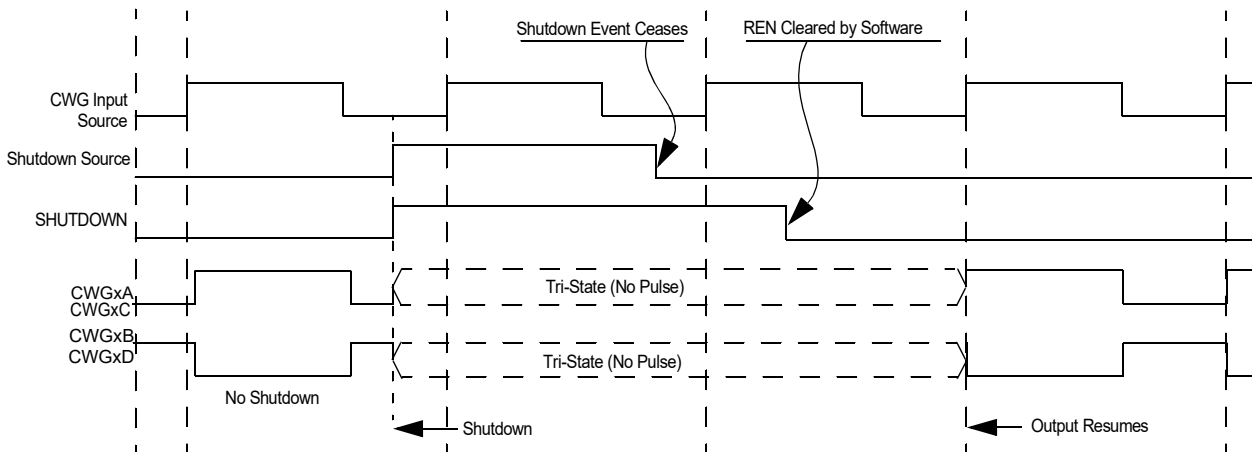 Shutdown Event Ceases
REN Cleared by Software
CWG Input
Source
Shutdown Source
SHUTDOWN
CWGxA
CWGxC
Tri-State (No Pulse)
CWGxB
CWGxD
Tri-State (No Pulse)
No Shutdown
Shutdown
Output Resumes